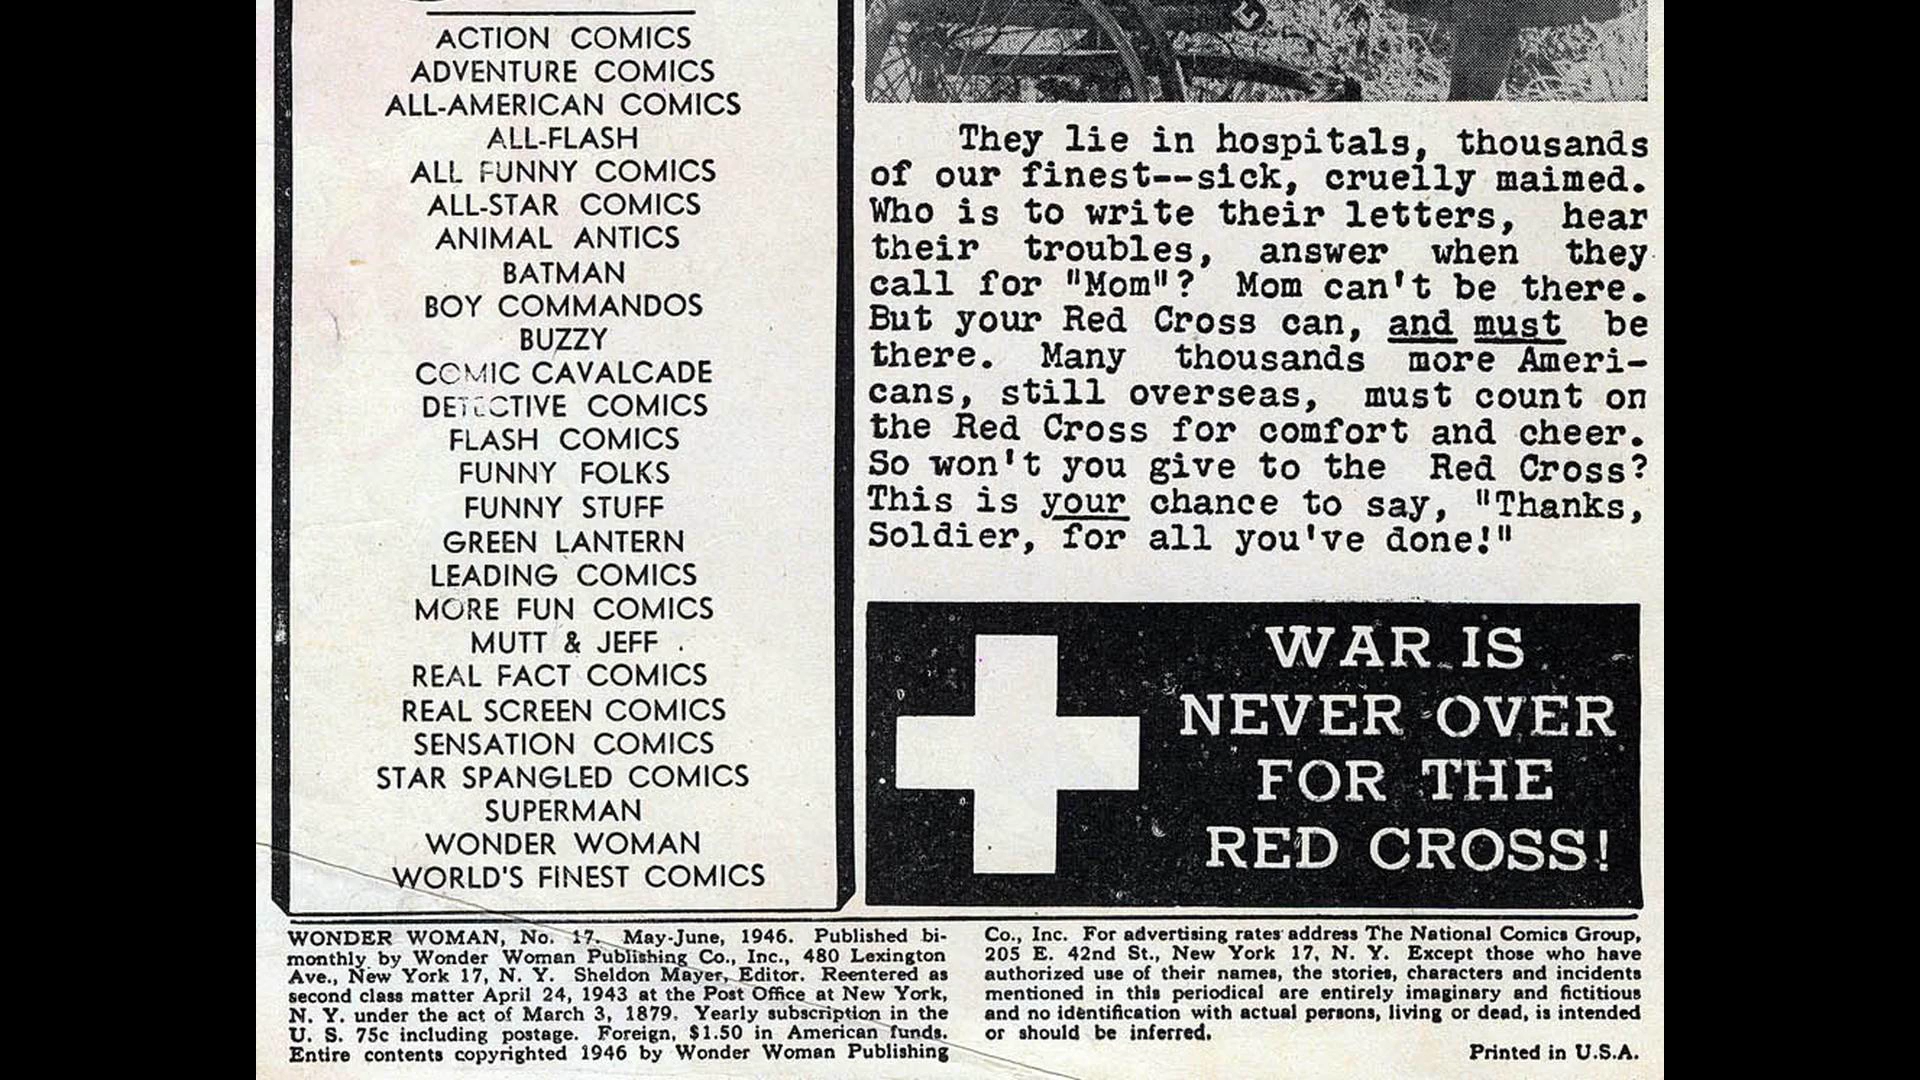 ACTION COMICS
ADVENTURE COMICS
ALL-AMERICAN COMICS
ALL-FLASH
ALL FUNNY COMICS
ALL-STAR COMICS
ANIMAL ANTICS
BATMAN
BOY COMMANDOS
BUZZY
COMIC CAVALCADE
DETECTIVE COMICS
FLASH COMICS
FUNNY FOLKS
FUNNY STUFF
GREEN LANTERN
LEADING COMICS
MORE FUN COMICS
MUTT & JEFF
REAL FACT COMICS
REAL SCREEN COMICS
SENSATION COMICS
STAR SPANGLED COMICS
SUPERMAN
WONDER WOMAN
WORLD'S FINEST COMICS
They lie in hospitals, thousands
of our finest--sick, cruelly maimed.
Who is to write their letters, hear
their troubles, answer when they
call for "Mom"? Mom can't be there.
But your Red Cross can, and must be
there. Many thousands more Ameri-
cans, still overseas, must count on
the Red Cross for comfort and cheer.
So won't you give to the Red Cross?
This is your chance to say, "Thanks,
Soldier, for all you've done!"
WAR IS
NEVER OVER
FOR THE
RED CROSS!
WONDER WOMAN, No. 17. May-June, 1946. Published bi-
monthly by Wonder Woman Publishing Co., Inc., 480 Lexington
Ave., New York 17, N. Y. Sheldon Mayer, Editor. Reentered as
second class matter April 24, 1943 at the Post Office at New York,
N. Y. under the act of March 3, 1879. Yearly subscription in the
U. S. 75c including postage. Foreign, $1.50 in American funds.
Entire contents copyrighted 1946 by Wonder Woman Publishing
Co., Inc. For advertising rates address The National Comics Group,
205 E. 42nd St., New York 17, N. Y. Except those who have
authorized use of their names, the stories, characters and incidents
mentioned in this periodical are entirely imaginary and fictitious
and no identification with actual persons, living or dead, is intended
or should be inferred.
Printed in U.S.A.